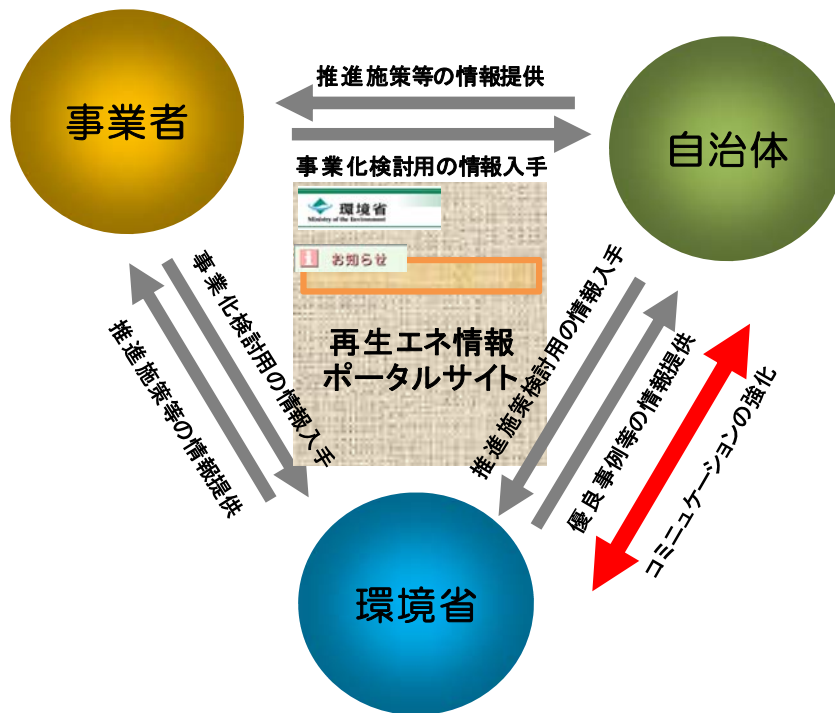 推進施策等の情報提供
事業者
自治体
事業化検討用の情報入手
環境省
Ministry of the Environment
お知らせ
事業化検討用の情報入手
推進施策等の情報提供
再生エネ情報
ポータルサイト
推進施策検討用の情報入手
優良事例等の情報提供
コミニュケーションの強化
環境省